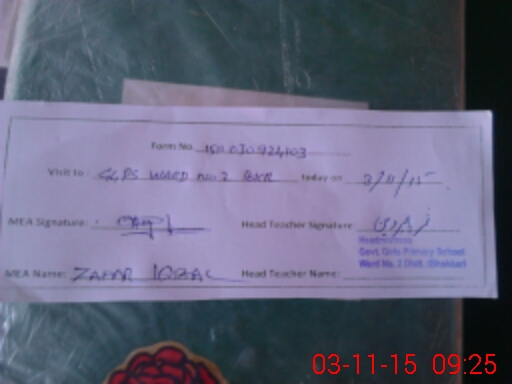 Form No. 1511030924103
Visit to: GGPS WARD NO. 2 BKR today on 3/11/15
MEA Signature: Head Teacher Signature
Headmistress
Govt. Girls Primary School
Ward No. 2 Distt. (Bhakkar)
MEA Name: ZAFAR IQBAL Head Teacher Name:
03-11-15 09:25